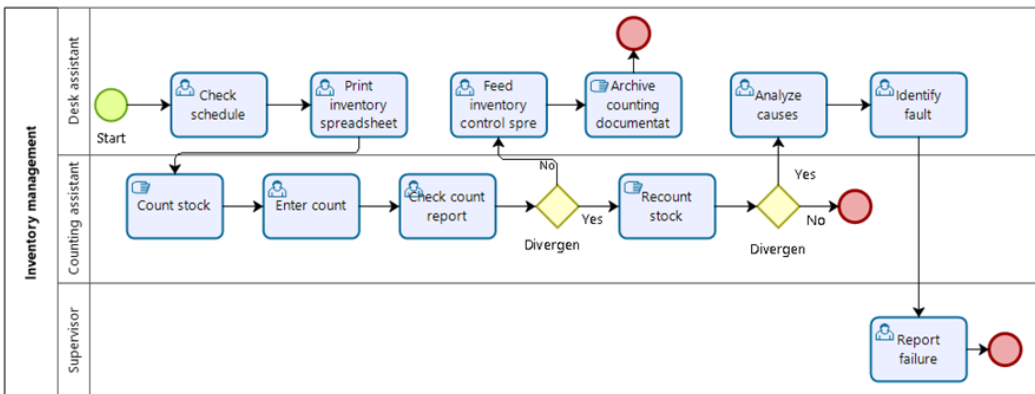 Inventory management
Desk assistant
Start
Check
schedule
Print
inventory
spreadsheet
Feed
inventory
control spre
Archive
counting
documentat
Analyze
causes
Identify
fault
Counting assistant
Count stock
Enter count
Check count
report
No
Yes
Divergen
Recount
stock
Yes
No
Divergen
Supervisor
Report
failure